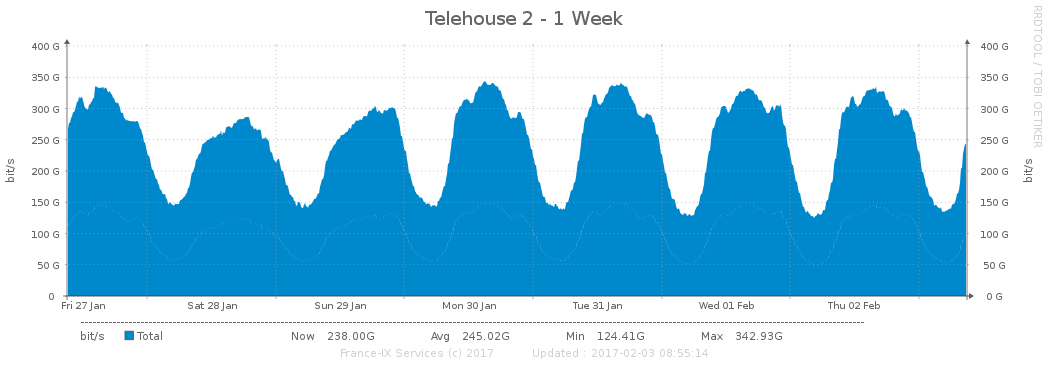 Telehouse 2 - 1 Week
RRDTOOL / TOBI OETIKER
400 G 400 G
350 G 350 G
300 G 300 G
250 G 250 G
200 G 200 G
150 G 150 G
100 G 100 G
50 G 50 G
0 0 G
bit/s
bit/s
Fri 27 Jan Sat 28 Jan Sun 29 Jan Mon 30 Jan Tue 31 Jan Wed 01 Feb Thu 02 Feb
bit/s Total Now 238.00G Avg 245.02G Min 124.41G Max 342.93G
France-IX Services (c) 2017 Updated : 2017-02-03 08:55:14